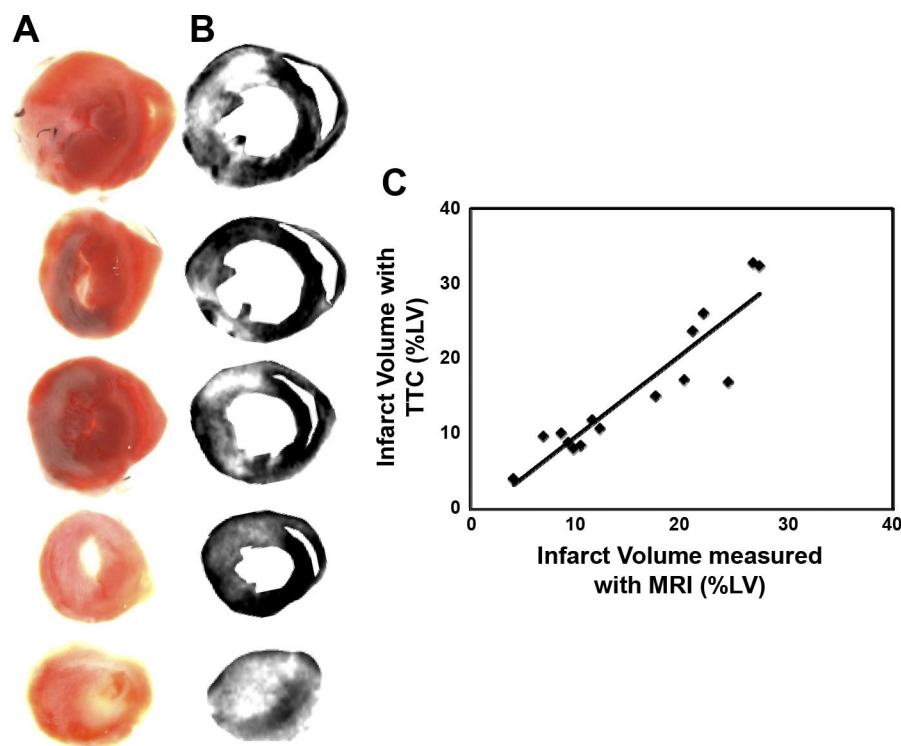 A
B
C
40
30
20
10
0
Infarct Volume with
TTC (%LV)
0
10
20
30
40
Infarct Volume measured
with MRI (%LV)